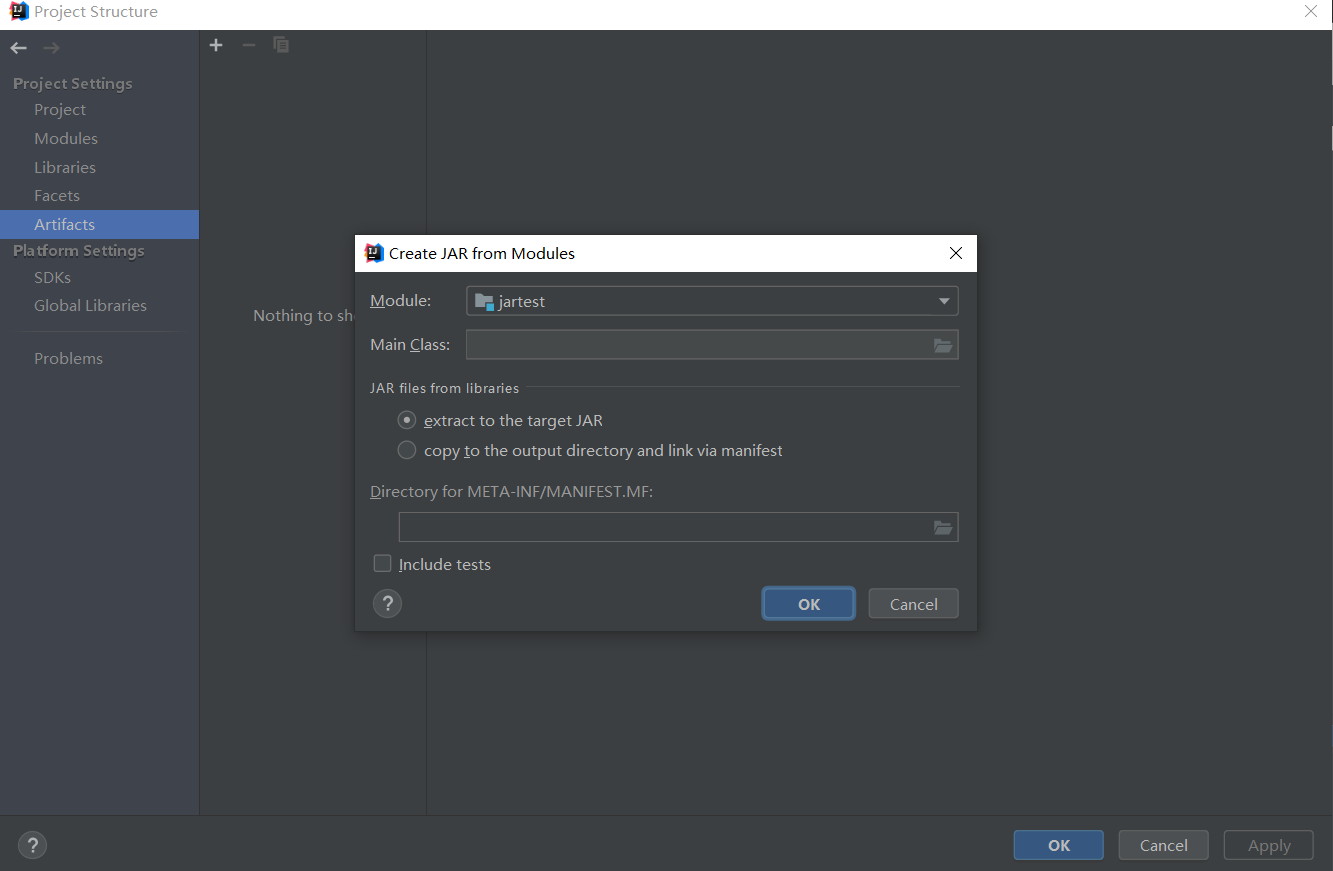 Project Structure
Project Settings
Project
Modules
Libraries
Facets
Artifacts
Platform Settings
SDKs
Global Libraries
Problems
Nothing to sh
Create JAR from Modules
Module: jartest
Main Class:
JAR files from libraries
extract to the target JAR
copy to the output directory and link via manifest
Directory for META-INF/MANIFEST.MF:
Include tests
?
OK Cancel
?
OK Cancel Apply